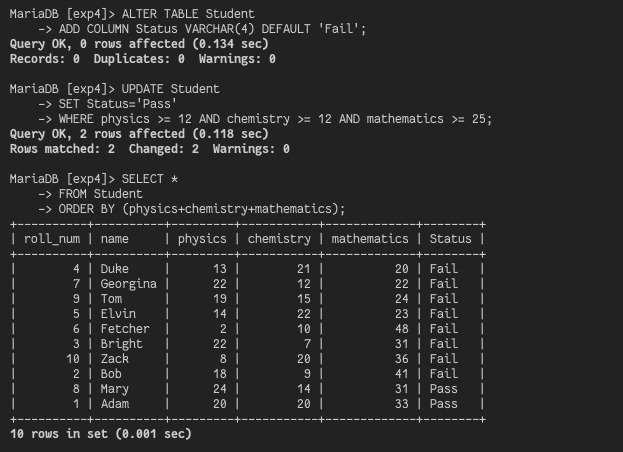 MariaDB [exp4]> ALTER TABLE Student
    -> ADD COLUMN Status VARCHAR(4) DEFAULT 'Fail';
Query OK, 0 rows affected (0.134 sec)
Records: 0  Duplicates: 0  Warnings: 0

MariaDB [exp4]> UPDATE Student
    -> SET Status='Pass'
    -> WHERE physics >= 12 AND chemistry >= 12 AND mathematics >= 25;
Query OK, 2 rows affected (0.118 sec)
Rows matched: 2  Changed: 2  Warnings: 0

MariaDB [exp4]> SELECT *
    -> FROM Student
    -> ORDER BY (physics+chemistry+mathematics);
+----------+----------+---------+-----------+-------------+--------+
| roll_num | name     | physics | chemistry | mathematics | Status |
+----------+----------+---------+-----------+-------------+--------+
|        4 | Duke     |      13 |        21 |          20 | Fail   |
|        7 | Georgina |      22 |        12 |          22 | Fail   |
|        9 | Tom      |      19 |        15 |          24 | Fail   |
|        5 | Elvin    |      14 |        22 |          23 | Fail   |
|        6 | Fetcher  |       2 |        10 |          48 | Fail   |
|        3 | Bright   |      22 |         7 |          31 | Fail   |
|       10 | Zack     |       8 |        20 |          36 | Fail   |
|        2 | Bob      |      18 |         9 |          41 | Fail   |
|        8 | Mary     |      24 |        14 |          31 | Pass   |
|        1 | Adam     |      20 |        20 |          33 | Pass   |
+----------+----------+---------+-----------+-------------+--------+
10 rows in set (0.001 sec)